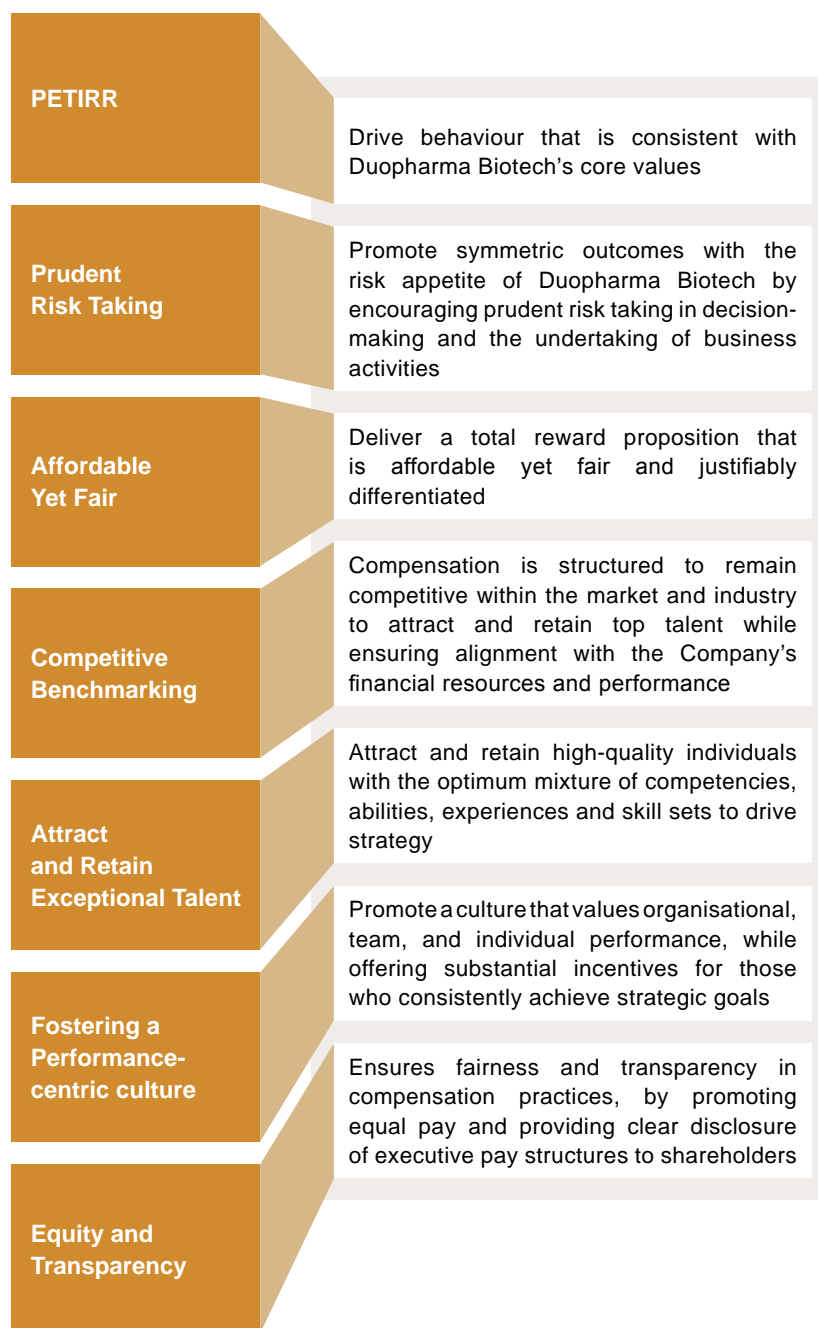 PETIRR
Drive behaviour that is consistent with
Duopharma Biotech’s core values
Prudent
Risk Taking
Promote symmetric outcomes with the
risk appetite of Duopharma Biotech by
encouraging prudent risk taking in decision-
making and the undertaking of business
activities
Affordable
Yet Fair
Deliver a total reward proposition that
is affordable yet fair and justifiably
differentiated
Competitive
Benchmarking
Compensation is structured to remain
competitive within the market and industry
to attract and retain top talent while
ensuring alignment with the Company’s
financial resources and performance
Attract
and Retain
Exceptional Talent
Attract and retain high-quality individuals
with the optimum mixture of competencies,
abilities, experiences and skill sets to drive
strategy
Fostering a
Performance-
centric culture
Promote a culture that values organisational,
team, and individual performance, while
offering substantial incentives for those
who consistently achieve strategic goals
Equity and
Transparency
Ensures fairness and transparency in
compensation practices, by promoting
equal pay and providing clear disclosure
of executive pay structures to shareholders